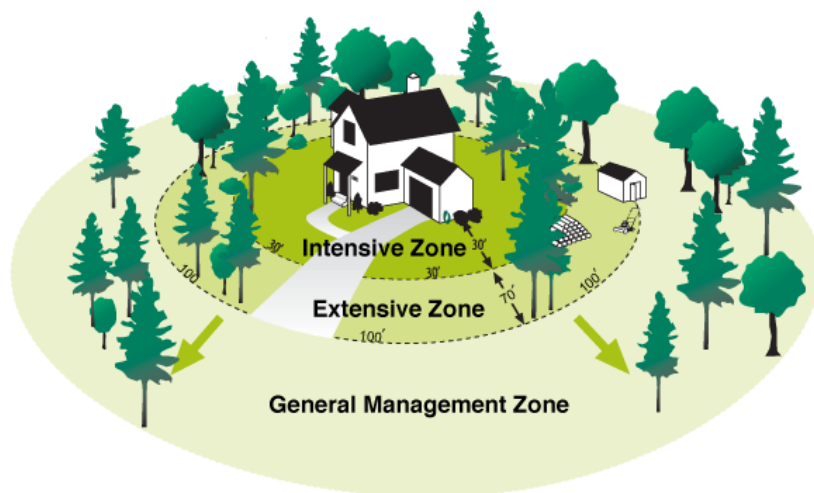 Intensive Zone
30′
30′
30′
100
Extensive Zone
70′
100′
100′
General Management Zone